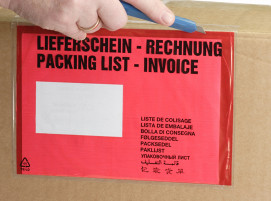 LIEFERSCHEIN - RECHNUNG
PACKING LIST - INVOICE
LISTE DE COLISAGE
LISTA DE EMBALAJE
BOLLA DI CONSEGNA
FØLGESEDDEL
PACKSEDEL
PAKLIJST
УПАКОВОЧНЫЙ ЛИСТ